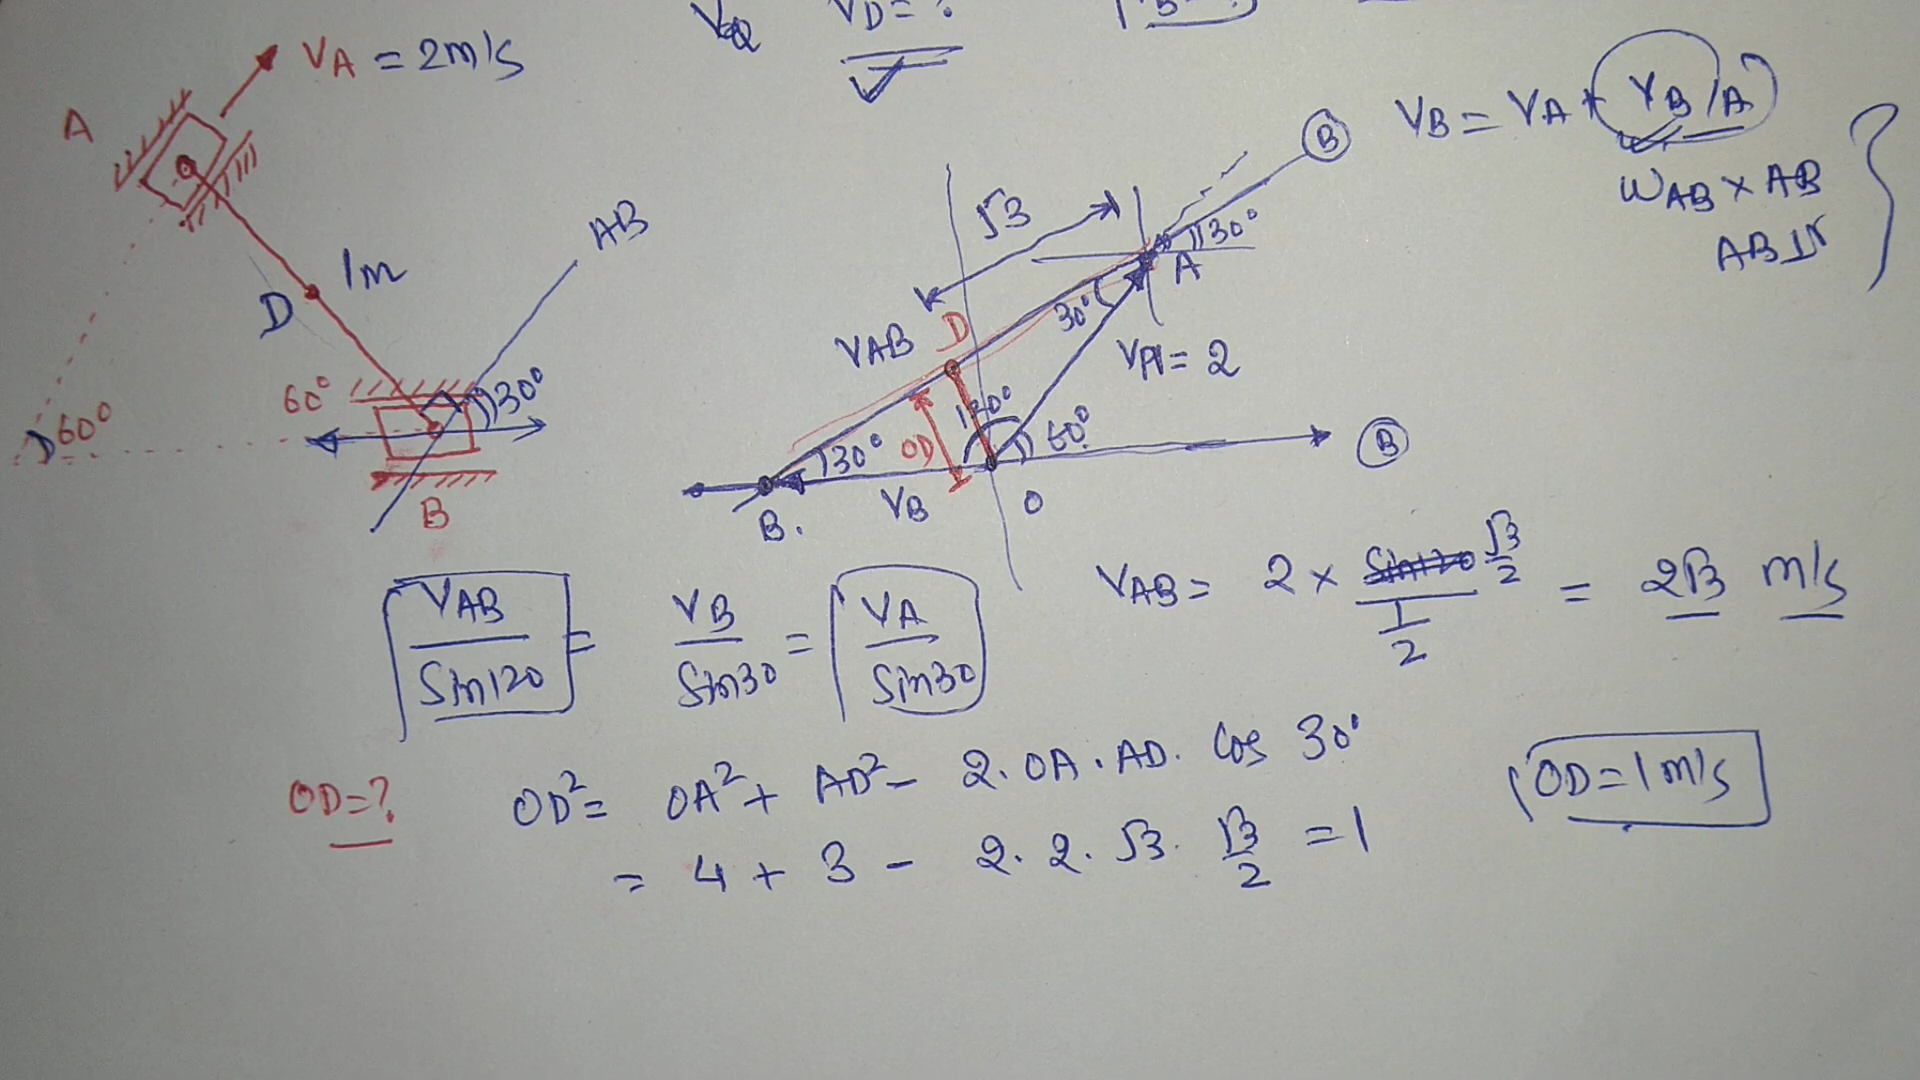 VD = ?
VA = 2m/s
A
D
1m
AB
60°
60°
30°
B
VB = VA + VB/A
WAB × AB
AB ⊥r
B
√3
30°
A
30°
VAB
D
VA = 2
120°
60°
30°
OD
B
VB
O
B.
VAB/Sin120 = VB/Sin30 = VA/Sin30
VAB = 2 × √3/2 / 1/2 = 2√3 m/s
OD = ?
OD² = OA² + AD² - 2. OA . AD. Cos 30°
= 4 + 3 - 2. 2. √3. √3/2 = 1
OD = 1 m/s